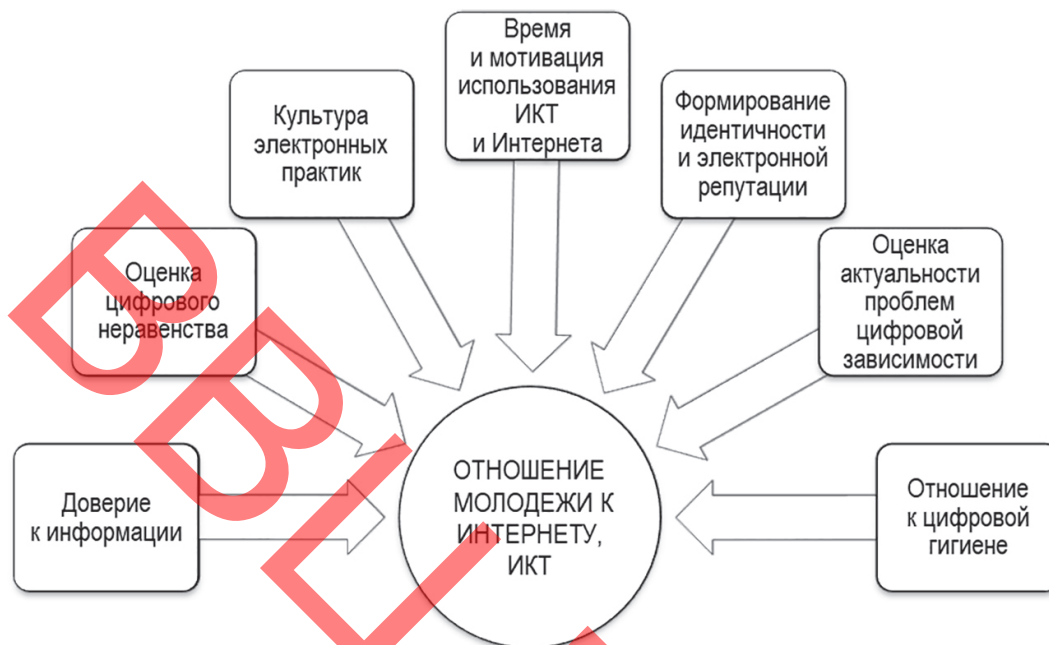 Время
и мотивация
использования
ИКТ
и Интернета
Культура
электронных
практик
Формирование
идентичности
и электронной
репутации
Оценка
цифрового
неравенства
Оценка
актуальности
проблем
цифровой
зависимости
Доверие
к информации
ОТНОШЕНИЕ
МОЛОДЕЖИ К
ИНТЕРНЕТУ,
ИКТ
Отношение
к цифровой
гигиене
BBL